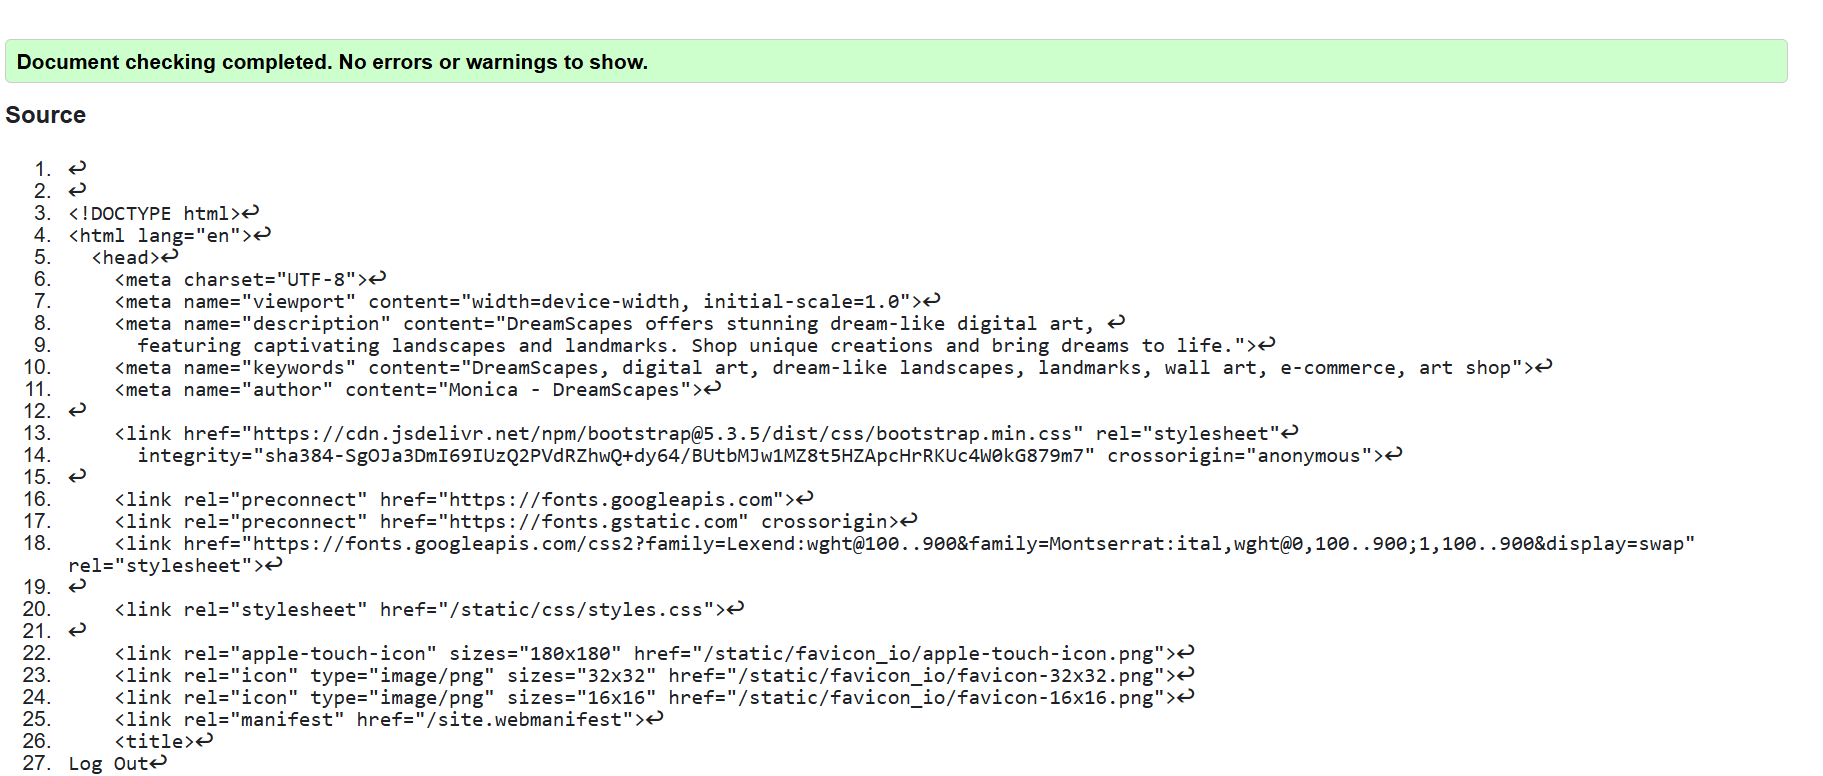 Document checking completed. No errors or warnings to show.
Source
1. ↩
2. ↩
3. <!DOCTYPE html>↩
4. <html lang="en">↩
5.   <head>↩
6.     <meta charset="UTF-8">↩
7.     <meta name="viewport" content="width=device-width, initial-scale=1.0">↩
8.     <meta name="description" content="DreamScapes offers stunning dream-like digital art, ↩
9.       featuring captivating landscapes and landmarks. Shop unique creations and bring dreams to life.">↩
10.     <meta name="keywords" content="DreamScapes, digital art, dream-like landscapes, landmarks, wall art, e-commerce, art shop">↩
11.     <meta name="author" content="Monica - DreamScapes">↩
12. ↩
13.     <link href="https://cdn.jsdelivr.net/npm/bootstrap@5.3.5/dist/css/bootstrap.min.css" rel="stylesheet"↩
14.       integrity="sha384-SgOJa3DmI69IUzQ2PVdRZhwQ+dy64/BUtbMJw1MZ8t5HZApcHrRKUc4W0kG879m7" crossorigin="anonymous">↩
15. ↩
16.     <link rel="preconnect" href="https://fonts.googleapis.com">↩
17.     <link rel="preconnect" href="https://fonts.gstatic.com" crossorigin>↩
18.     <link href="https://fonts.googleapis.com/css2?family=Lexend:wght@100..900&family=Montserrat:ital,wght@0,100..900;1,100..900&display=swap"
rel="stylesheet">↩
19. ↩
20.     <link rel="stylesheet" href="/static/css/styles.css">↩
21. ↩
22.     <link rel="apple-touch-icon" sizes="180x180" href="/static/favicon_io/apple-touch-icon.png">↩
23.     <link rel="icon" type="image/png" sizes="32x32" href="/static/favicon_io/favicon-32x32.png">↩
24.     <link rel="icon" type="image/png" sizes="16x16" href="/static/favicon_io/favicon-16x16.png">↩
25.     <link rel="manifest" href="/site.webmanifest">↩
26.     <title>↩
27. Log Out↩